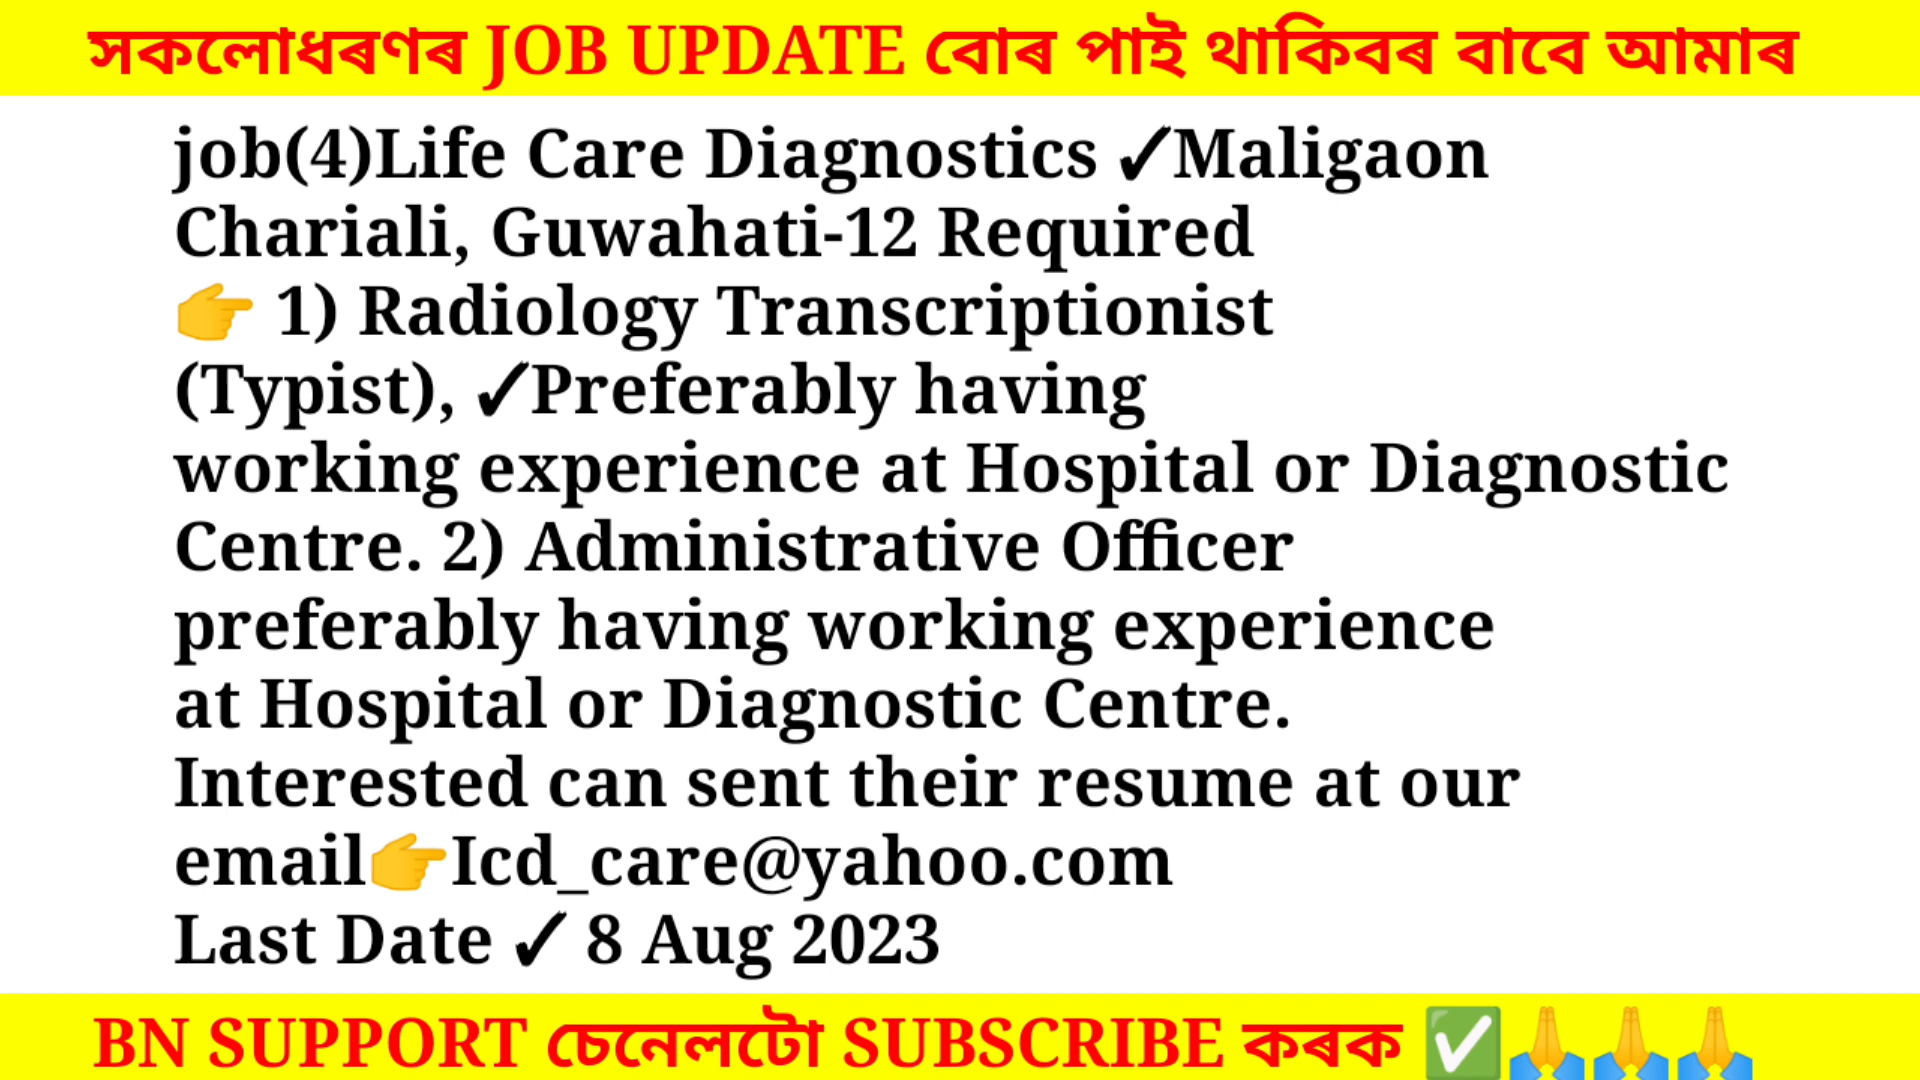 সকলোধৰণৰ JOB UPDATE বোৰ পাই থাকিবৰ বাবে আমাৰ
job(4)Life Care Diagnostics ✓Maligaon
Chariali, Guwahati-12 Required
👉 1) Radiology Transcriptionist
(Typist), ✓Preferably having
working experience at Hospital or Diagnostic
Centre. 2) Administrative Officer
preferably having working experience
at Hospital or Diagnostic Centre.
Interested can sent their resume at our
email👉Icd_care@yahoo.com
Last Date ✓ 8 Aug 2023
BN SUPPORT চেনেলটো SUBSCRIBE কৰক ✅🙏🙏🙏